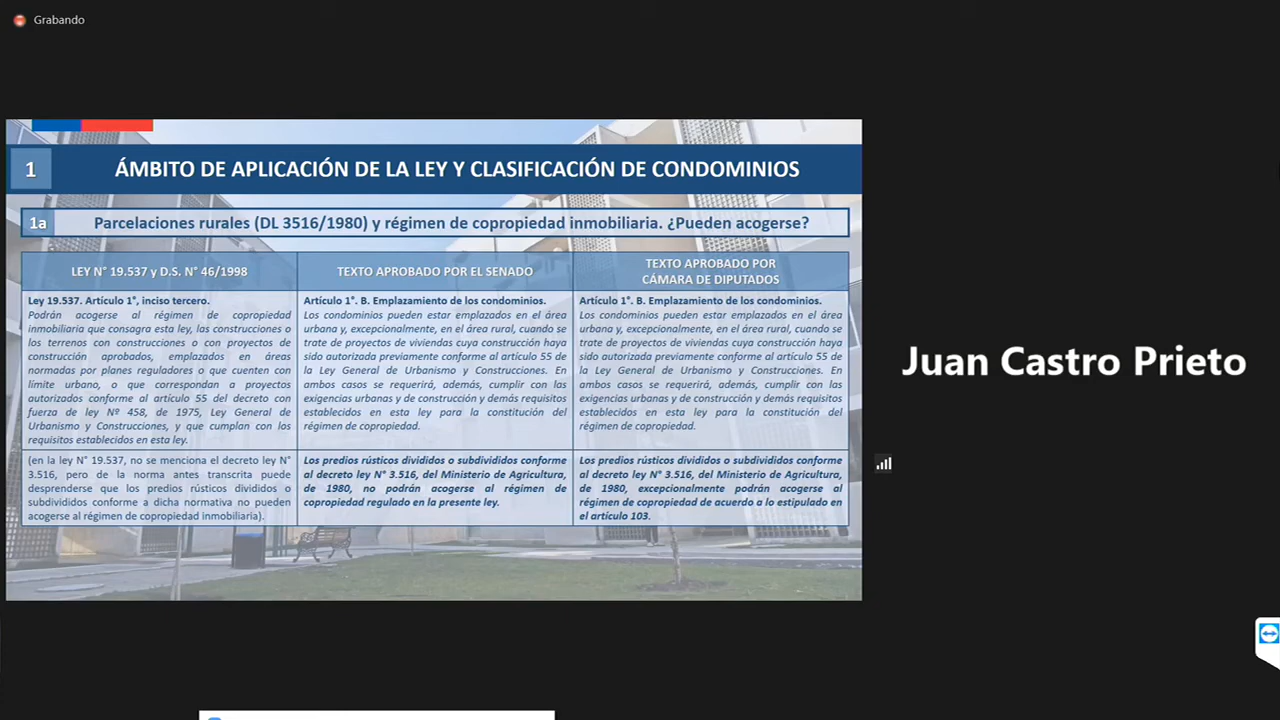 Grabando
1
ÁMBITO DE APLICACIÓN DE LA LEY Y CLASIFICACIÓN DE CONDOMINIOS
1a
Parcelaciones rurales (DL 3516/1980) y régimen de copropiedad inmobiliaria. ¿Pueden acogerse?
LEY N° 19.537 y D.S. N° 46/1998
Ley 19.537. Artículo 1°, inciso tercero.
Podrán acogerse al régimen de copropiedad
inmobiliaria que consagra esta ley, las construcciones o
los terrenos con construcciones o con proyectos de
construcción aprobados, emplazados en áreas
normadas por planes reguladores o que cuenten con
límite urbano, o que correspondan a proyectos
autorizados conforme al artículo 55 del decreto con
fuerza de ley Nº 458, de 1975, Ley General de
Urbanismo y Construcciones, y que cumplan con los
requisitos establecidos en esta ley.
(en la ley N° 19.537, no se menciona el decreto ley N°
3.516, pero de la norma antes transcrita puede
desprenderse que los predios rústicos divididos o
subdivididos conforme a dicha normativa no pueden
acogerse al régimen de copropiedad inmobiliaria).
TEXTO APROBADO POR EL SENADO
Artículo 1°. B. Emplazamiento de los condominios.
Los condominios pueden estar emplazados en el área
urbana y, excepcionalmente, en el área rural, cuando se
trate de proyectos de viviendas cuya construcción haya
sido autorizada previamente conforme al artículo 55 de
la Ley General de Urbanismo y Construcciones. En
ambos casos se requerirá, además, cumplir con las
exigencias urbanas y de construcción y demás requisitos
establecidos en esta ley para la constitución del
régimen de copropiedad.
Los predios rústicos divididos o subdivididos conforme
al decreto ley N° 3.516, del Ministerio de Agricultura,
de 1980, no podrán acogerse al régimen de
copropiedad regulado en la presente ley.
TEXTO APROBADO POR
CÁMARA DE DIPUTADOS
Artículo 1°. B. Emplazamiento de los condominios.
Los condominios pueden estar emplazados en el área
urbana y, excepcionalmente, en el área rural, cuando se
trate de proyectos de viviendas cuya construcción haya
sido autorizada previamente conforme al artículo 55 de
la Ley General de Urbanismo y Construcciones. En
ambos casos se requerirá, además, cumplir con las
exigencias urbanas y de construcción y demás requisitos
establecidos en esta ley para la constitución del
régimen de copropiedad.
Los predios rústicos divididos o subdivididos conforme
al decreto ley N° 3.516, del Ministerio de Agricultura,
de 1980, excepcionalmente podrán acogerse al
régimen de copropiedad de acuerdo a lo estipulado en
el artículo 103.
Juan Castro Prieto